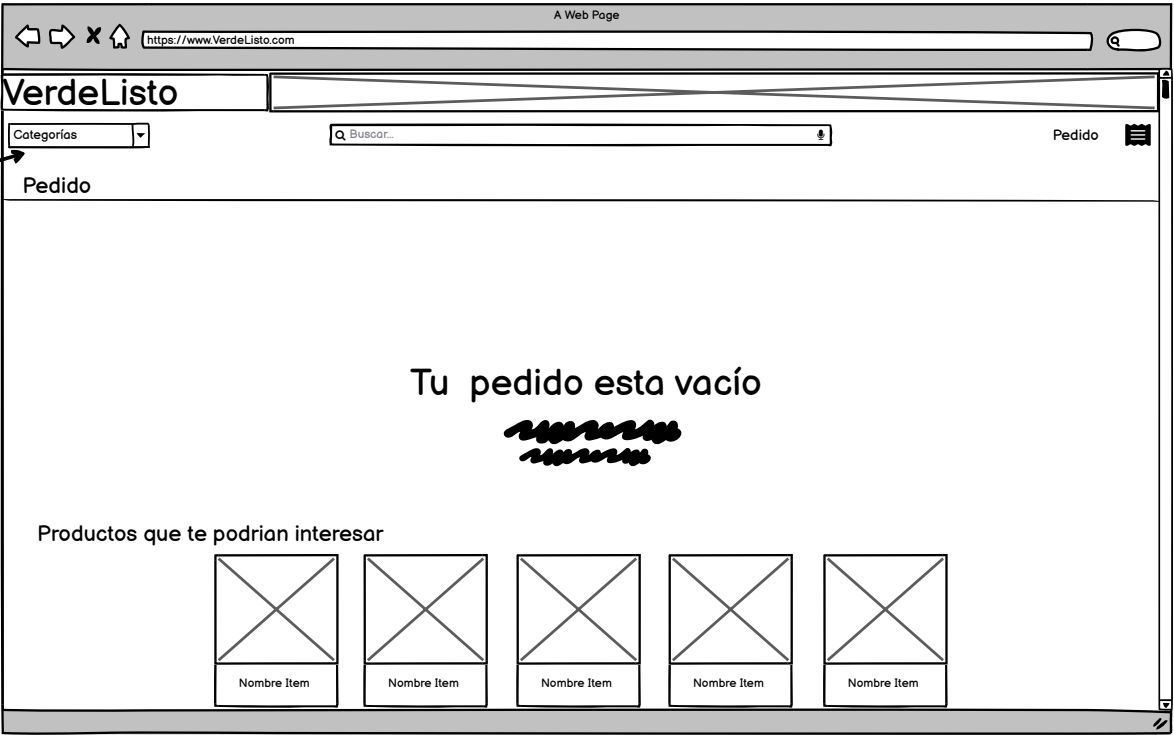 A Web Page
https://www.VerdeListo.com
VerdeListo
Categorías
Buscar...
Pedido
Pedido
Tu pedido esta vacío
Productos que te podrian interesar
Nombre Item Nombre Item Nombre Item Nombre Item Nombre Item